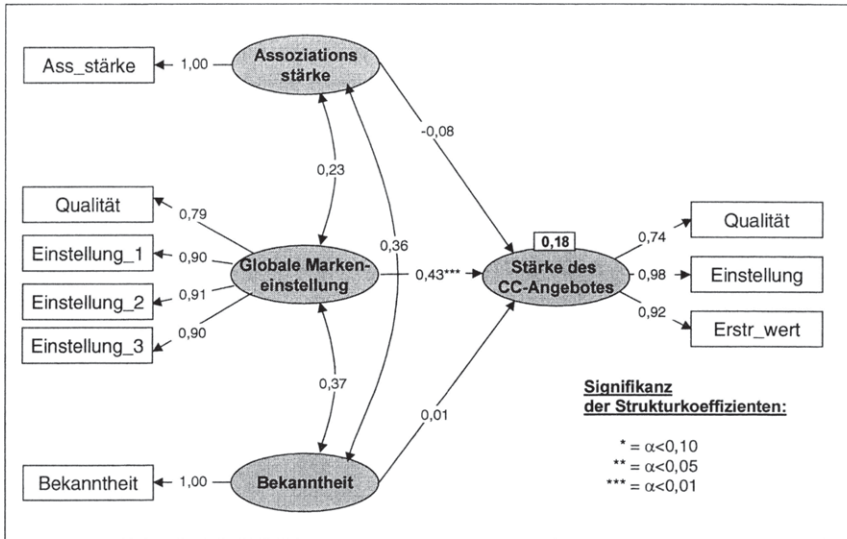 Assoziations
stärke
Ass_stärke
1,00
-0,08
0,23
Qualität
0,79
0,36
0,18
0,74
Qualität
Einstellung_1
0,90
Globale Marken-
einstellung
0,43***
Stärke des
CC-Angebotes
0,98
Einstellung
Einstellung_2
0,91
0,92
Erstr_wert
Einstellung_3
0,90
0,37
0,01
Signifikanz
der Strukturkoeffizienten:
* = α<0,10
** = α<0,05
*** = α<0,01
Bekanntheit
1,00
Bekanntheit